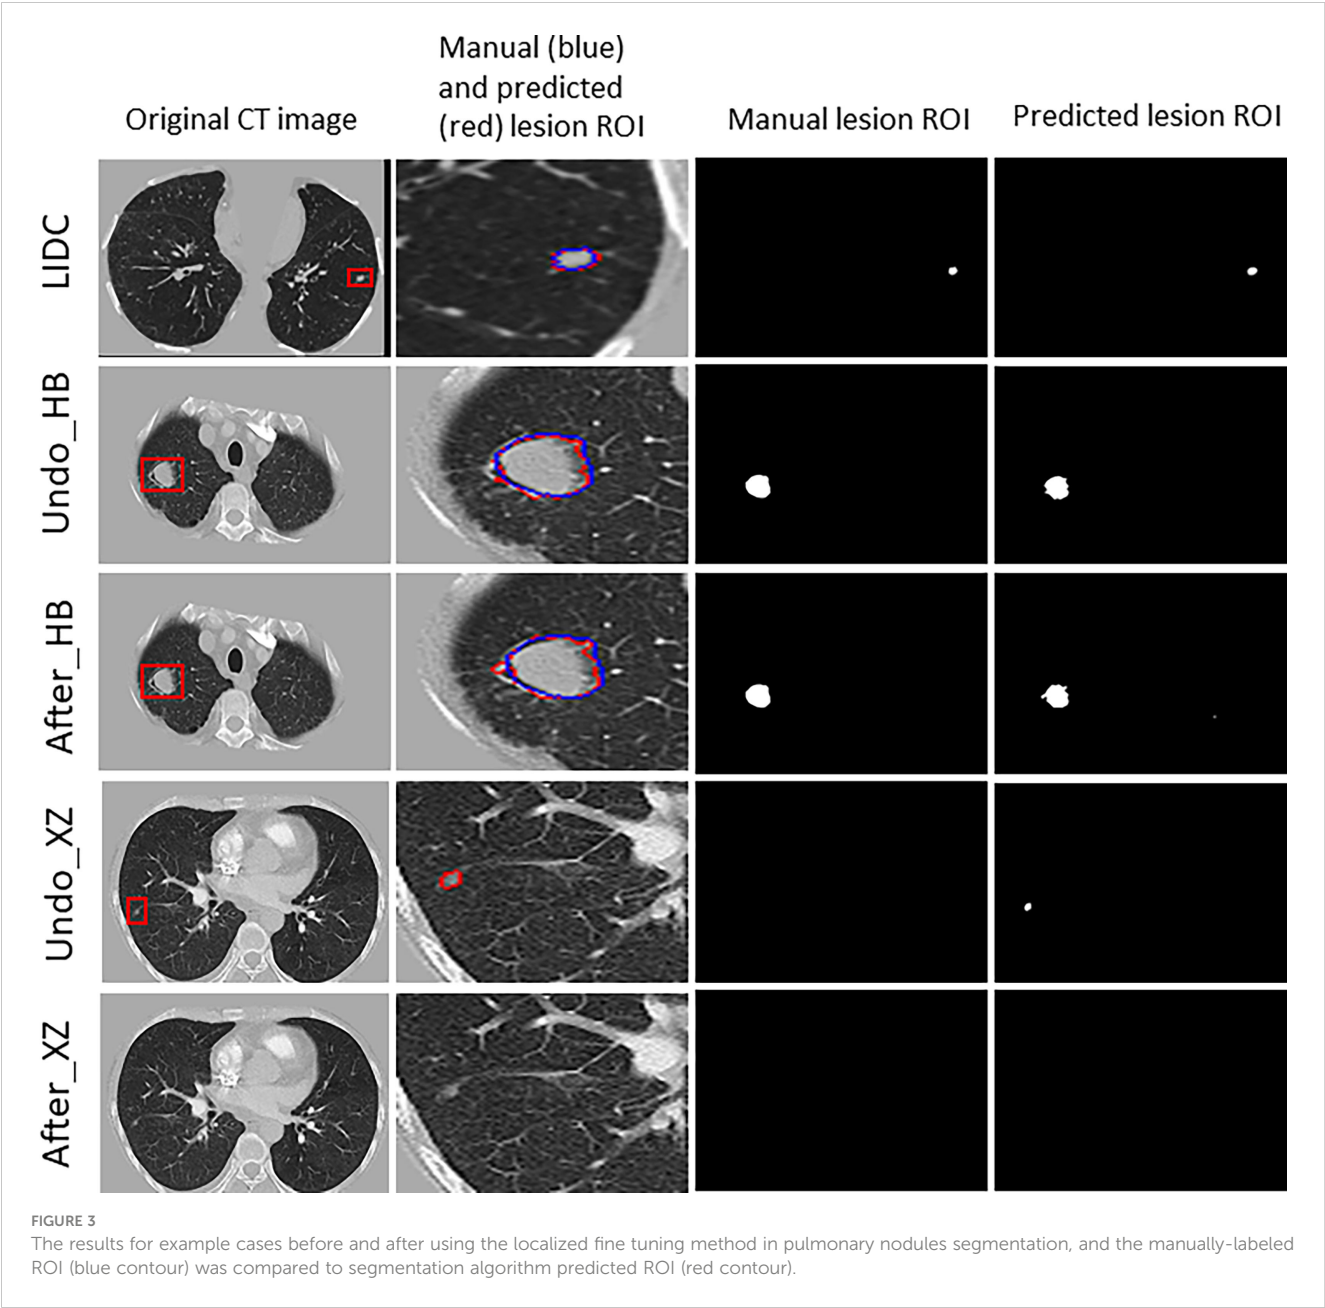 Original CT image
Manual (blue)
and predicted
(red) lesion ROI
Manual lesion ROI
Predicted lesion ROI
LIDC
Undo_HB
After_HB
Undo_XZ
After_XZ
FIGURE 3
The results for example cases before and after using the localized fine tuning method in pulmonary nodules segmentation, and the manually-labeled
ROI (blue contour) was compared to segmentation algorithm predicted ROI (red contour).